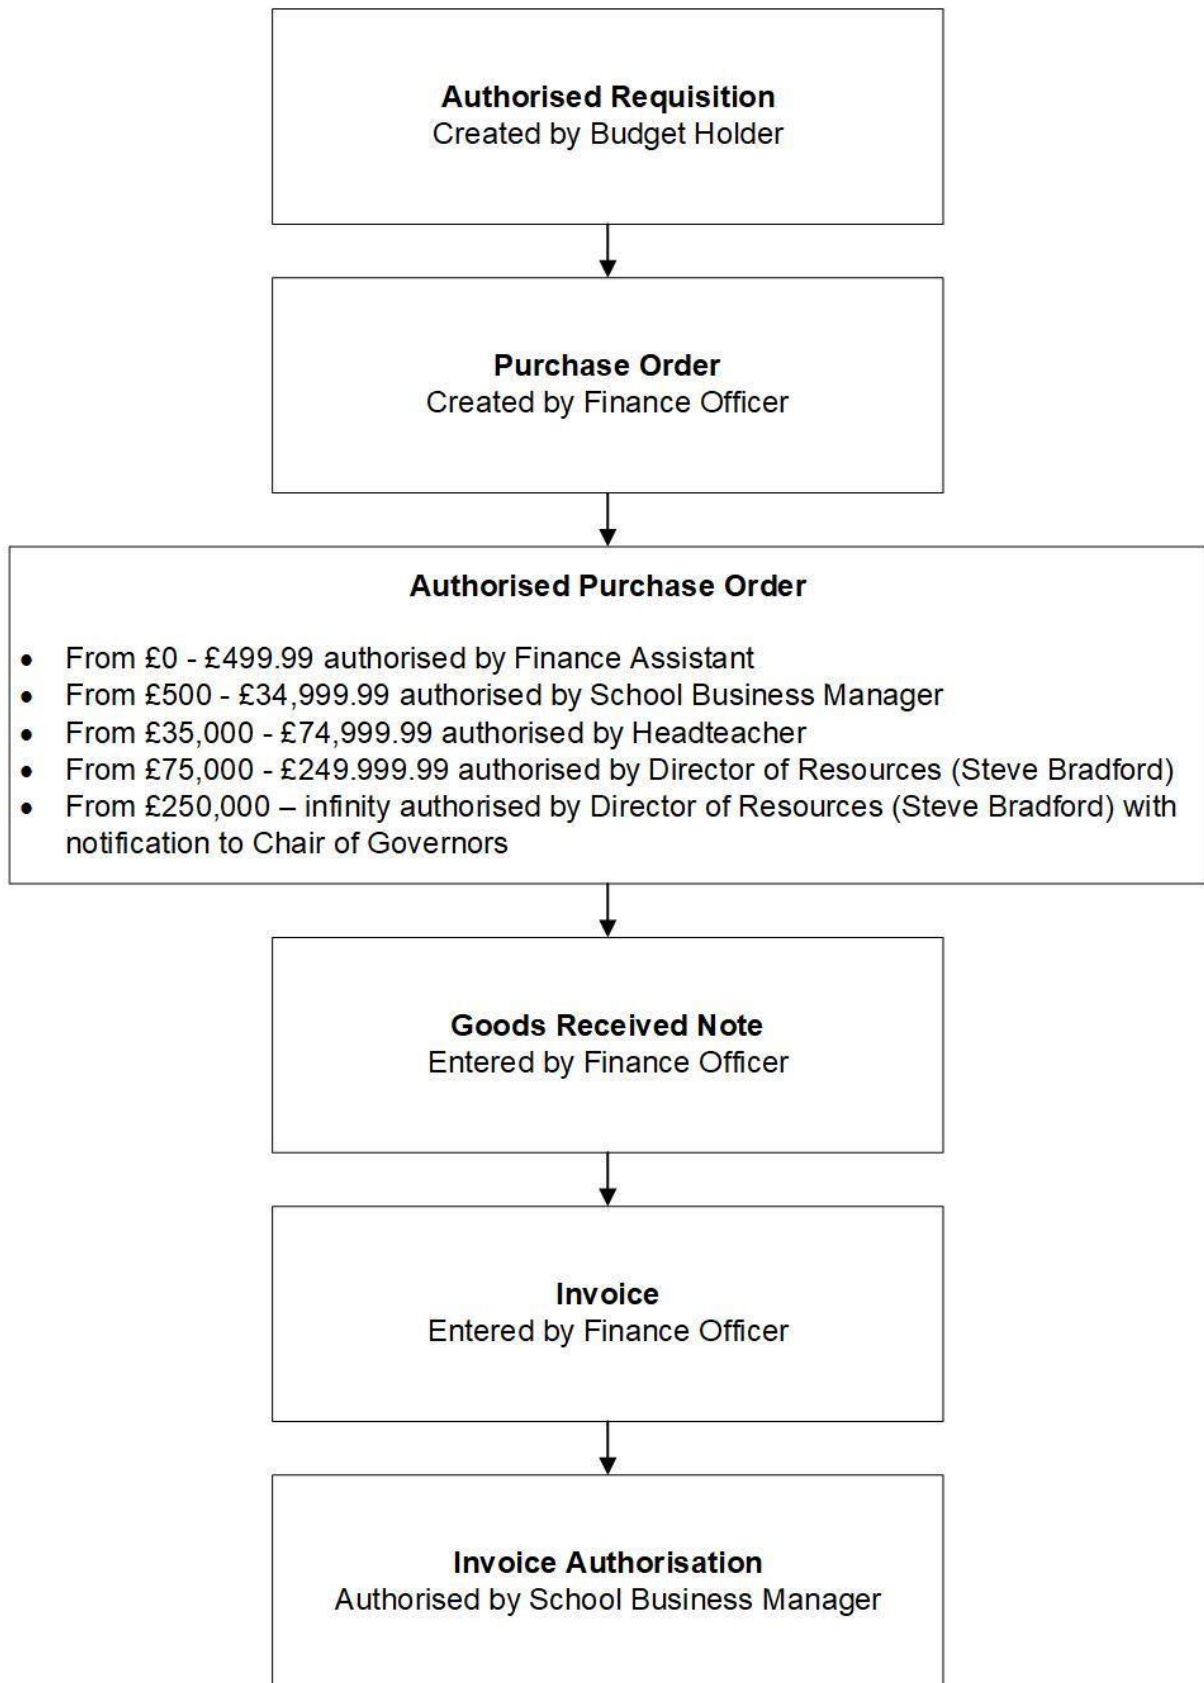 Authorised Requisition
Created by Budget Holder
Purchase Order
Created by Finance Officer
Authorised Purchase Order
• From £0 - £499.99 authorised by Finance Assistant
• From £500 - £34,999.99 authorised by School Business Manager
• From £35,000 - £74,999.99 authorised by Headteacher
• From £75,000 - £249.999.99 authorised by Director of Resources (Steve Bradford)
• From £250,000 – infinity authorised by Director of Resources (Steve Bradford) with
notification to Chair of Governors
Goods Received Note
Entered by Finance Officer
Invoice
Entered by Finance Officer
Invoice Authorisation
Authorised by School Business Manager